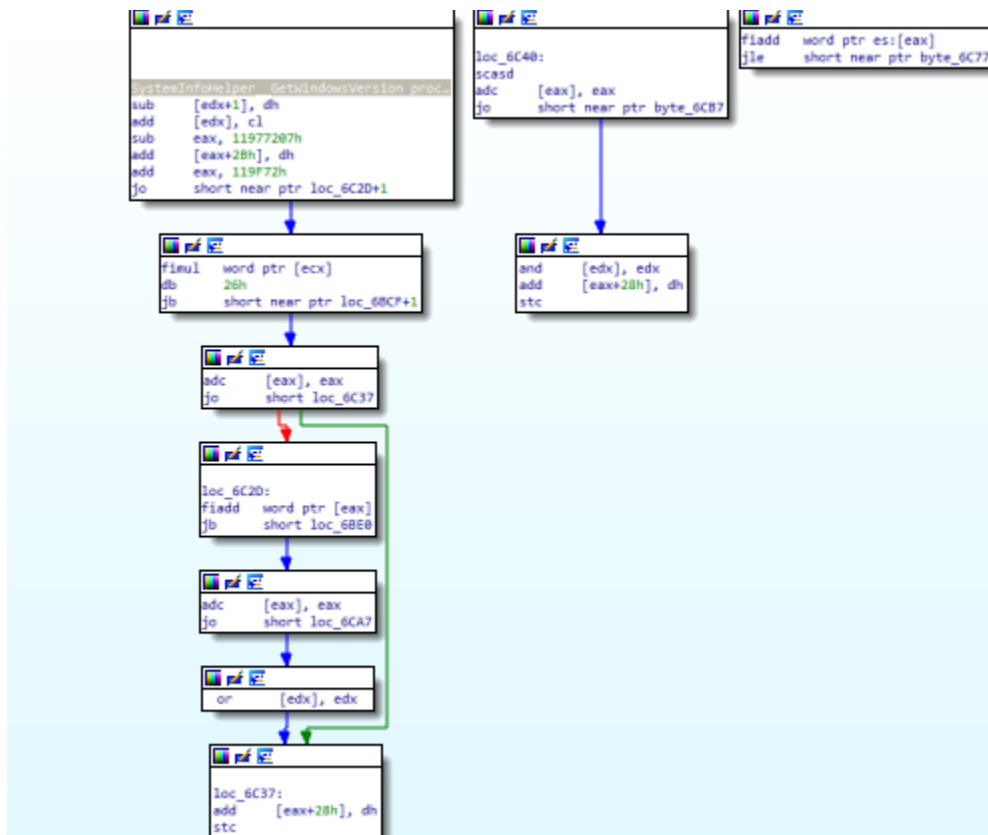 SystemInfoHelper__GetWindowsVersion proc.
sub [edx+1], dh
add [edx], cl
sub eax, 11977207h
add [eax+2Bh], dh
add eax, 119F72h
jo short near ptr loc_6C2D+1
fimul word ptr [ecx]
db 26h
jb short near ptr loc_6BCF+1
adc [eax], eax
jo short loc_6C37
loc_6C2D:
fiadd word ptr [eax]
jb short loc_6BE0
adc [eax], eax
jo short loc_6CA7
or [edx], edx
loc_6C37:
add [eax+28h], dh
stc
loc_6C40:
scasd
adc [eax], eax
jo short near ptr byte_6CB7
and [edx], edx
add [eax+28h], dh
stc
fiadd word ptr es:[eax]
jle short near ptr byte_6C77